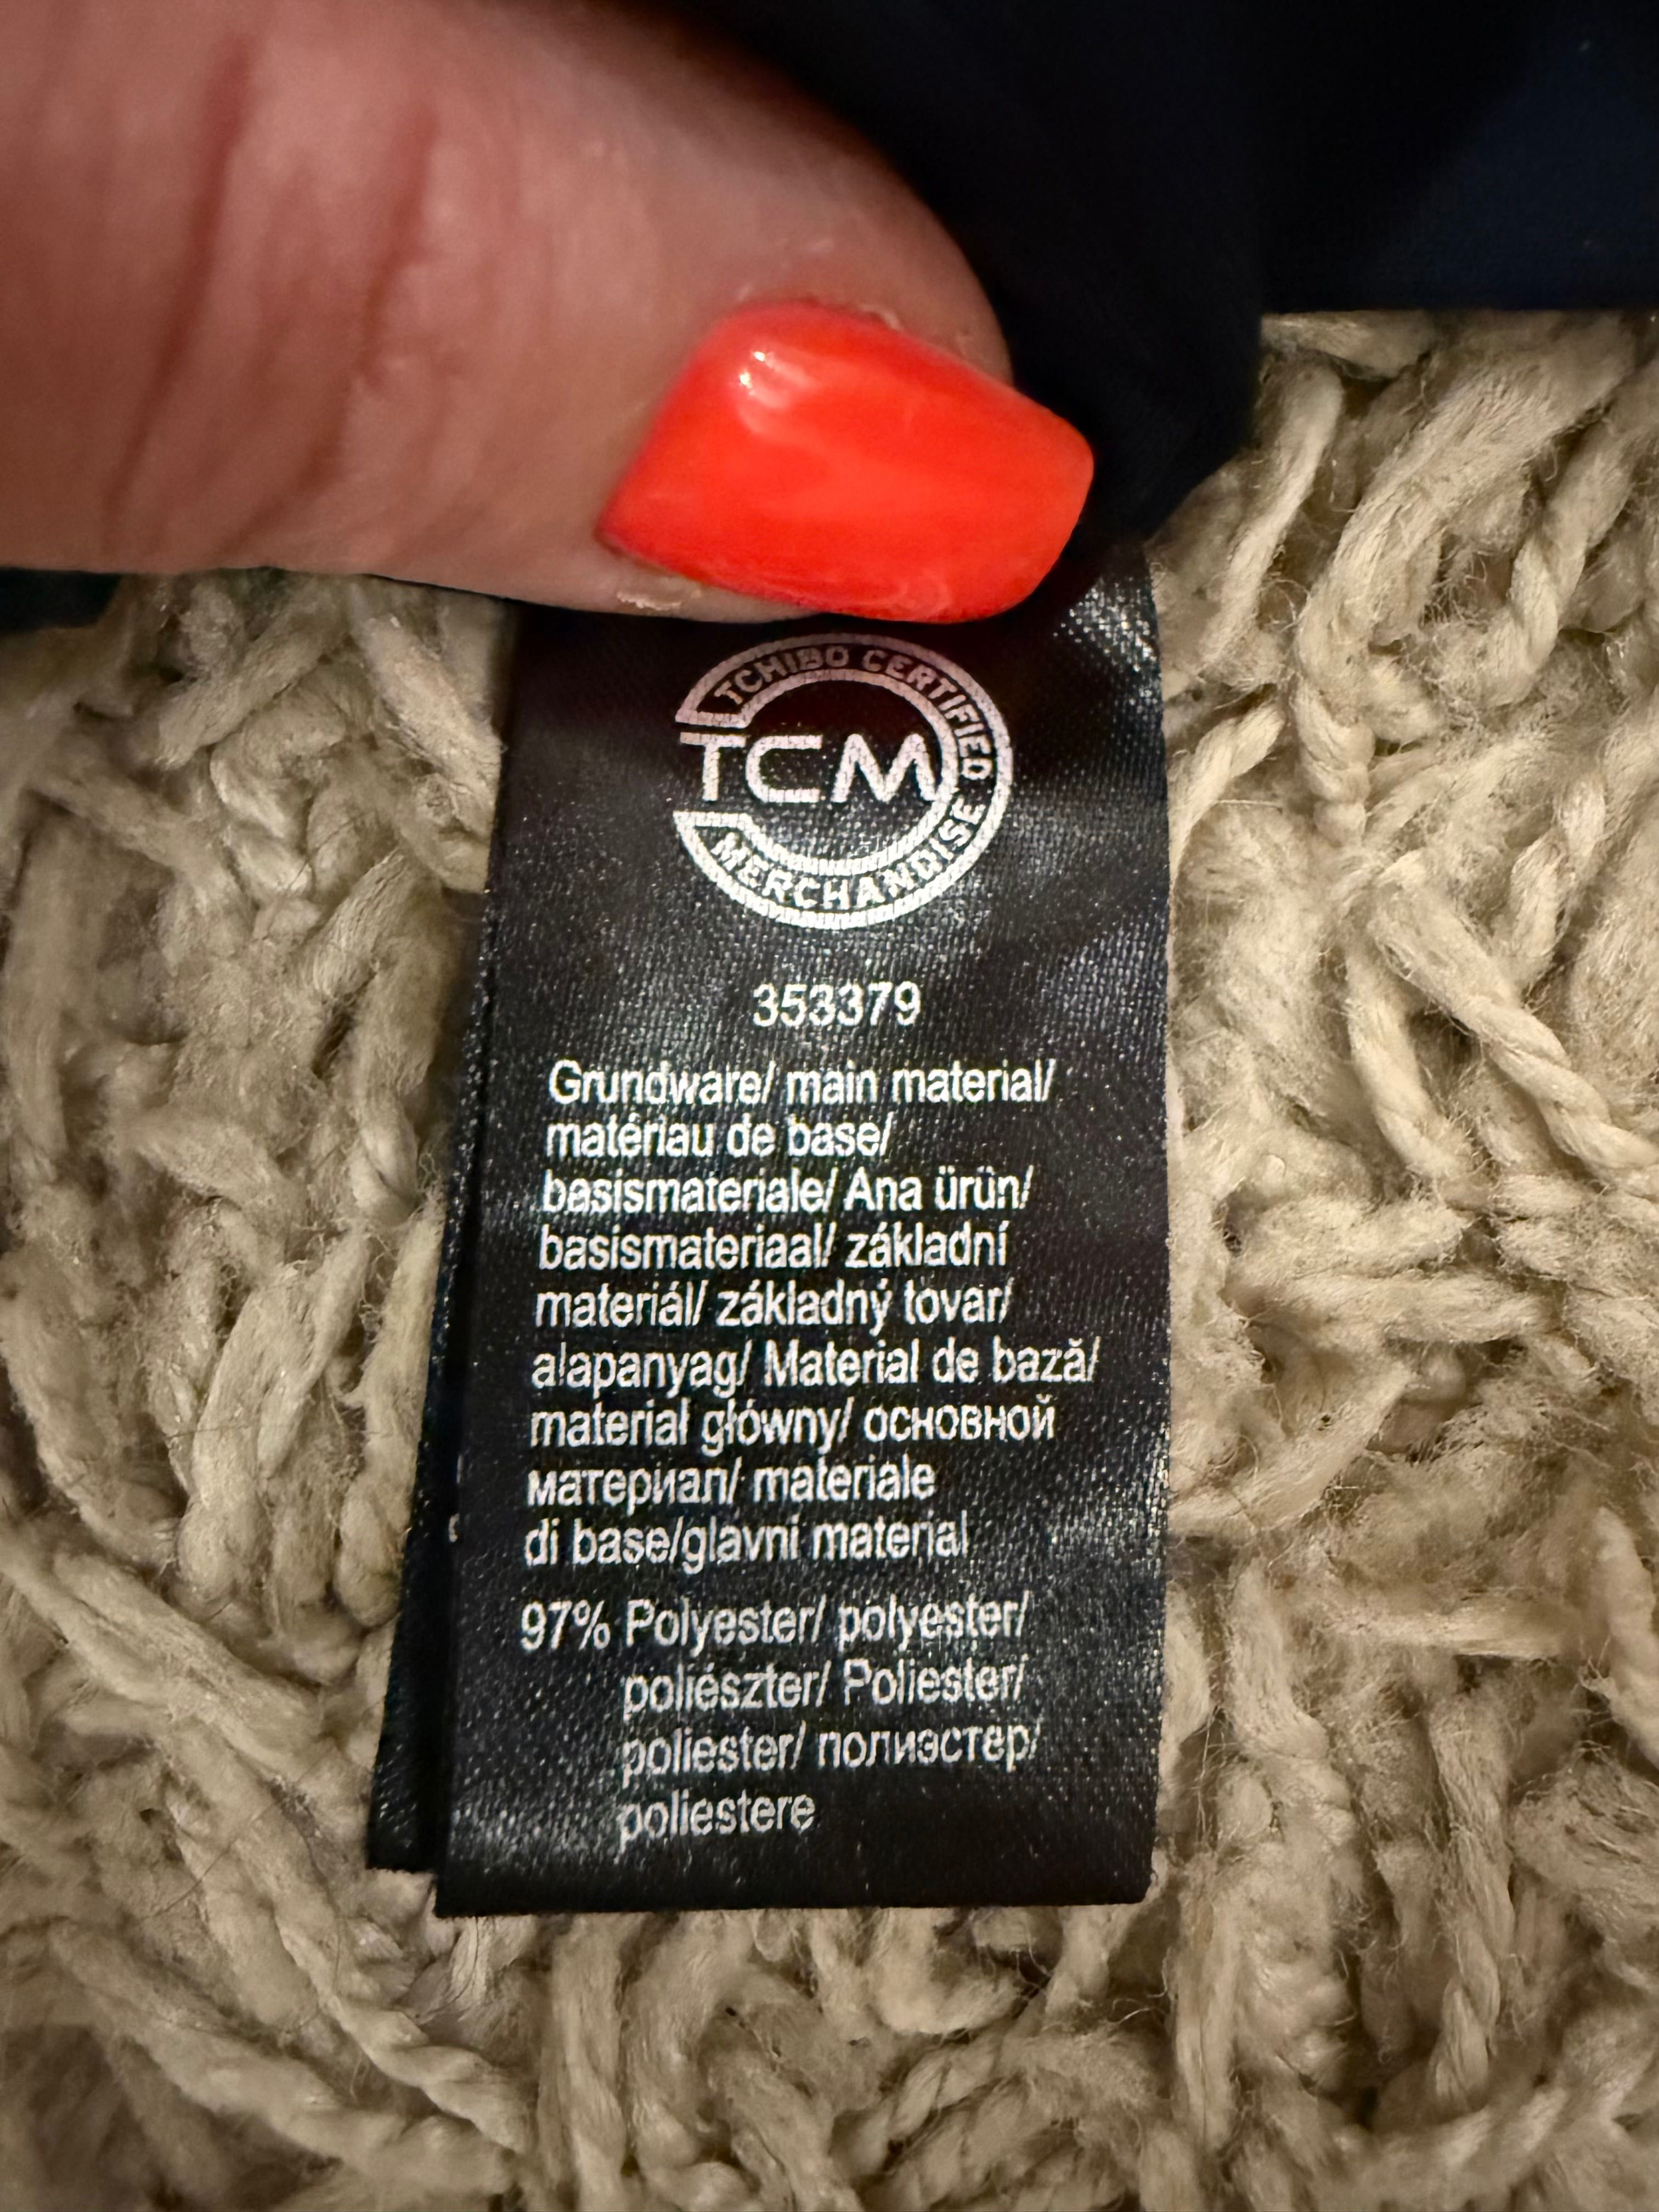 TCHIBO CERTIFIED
TCM
MERCHANDISE
353379
Grundware/ main material/
matériau de base/
basismateriale/ Ana ürün/
basismateriaal/ základní
materiál/ základný tovar/
alapanyag/ Material de bază/
materiał główny/ основной
материал/ materiale
di base/glavni material
97% Polyester/ polyester/
poliészter/ Poliester/
poliester/ полиэстер/
poliestere